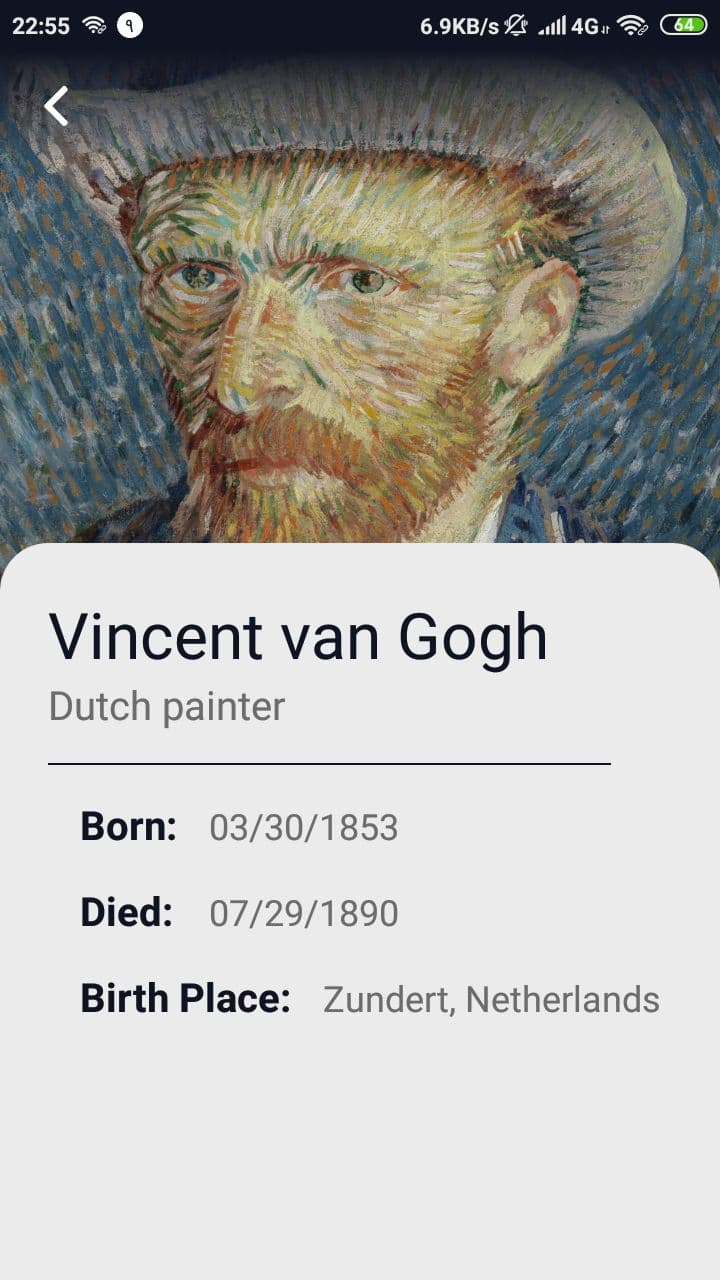 22:55 ٩ 6.9KB/s 4G 64
Vincent van Gogh
Dutch painter
Born: 03/30/1853
Died: 07/29/1890
Birth Place: Zundert, Netherlands